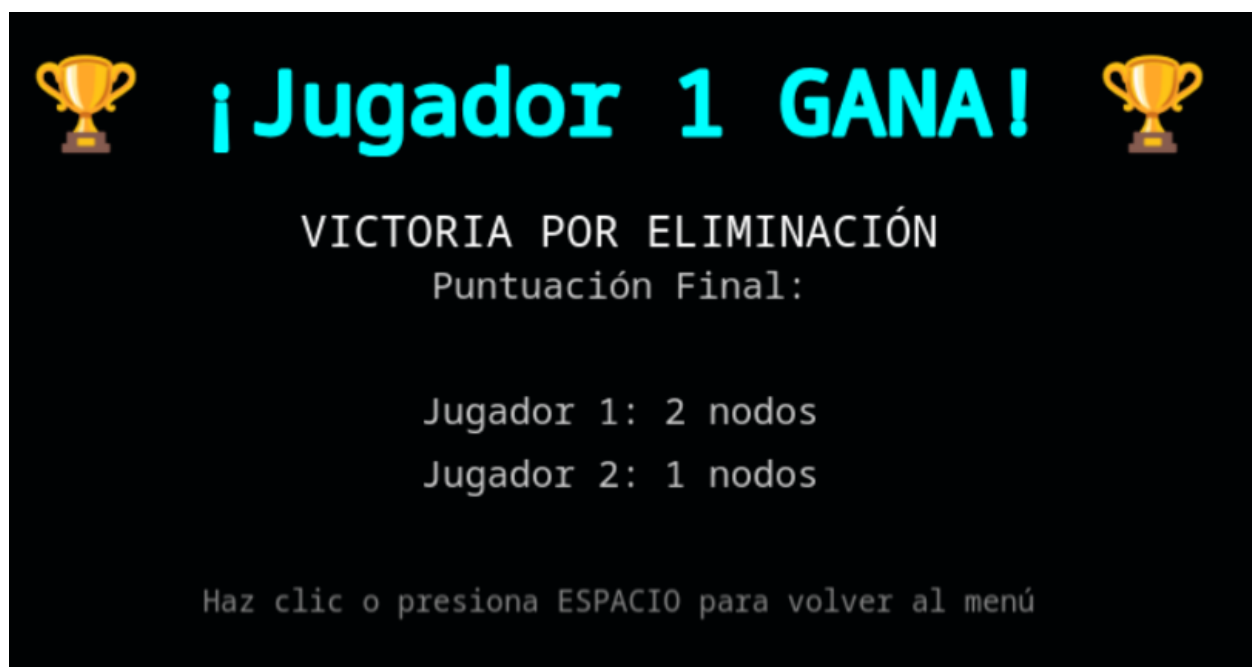 ¡Jugador 1 GANA!
VICTORIA POR ELIMINACIÓN
Puntuación Final:
Jugador 1: 2 nodos
Jugador 2: 1 nodos
Haz clic o presiona ESPACIO para volver al menú